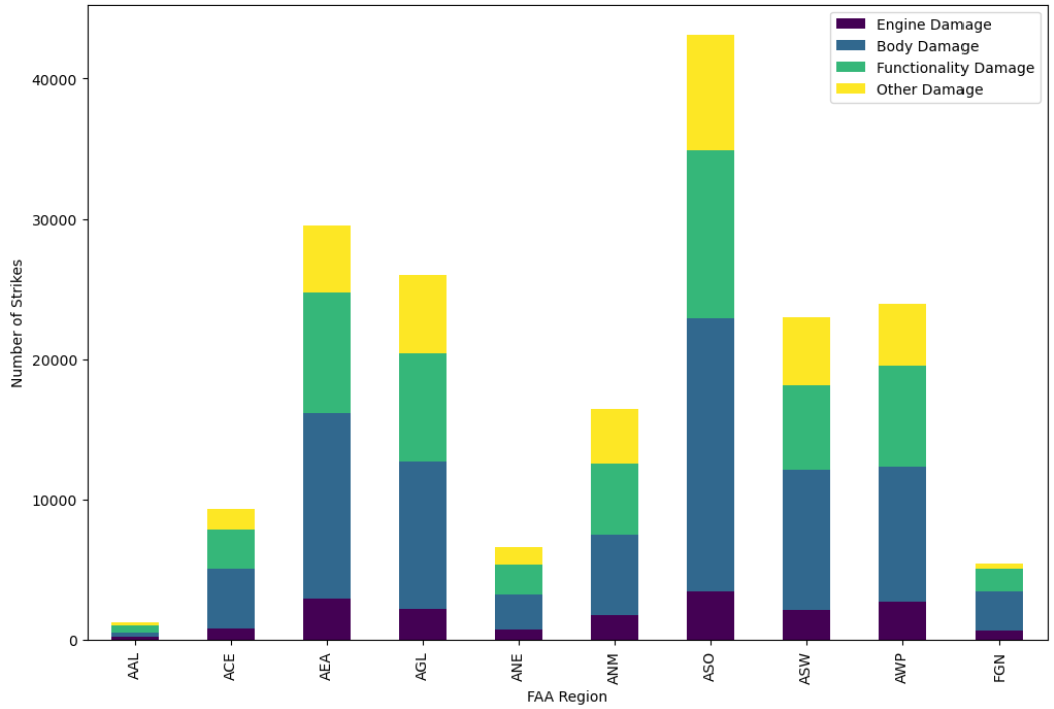 Engine Damage
Body Damage
Functionality Damage
Other Damage
40000
30000
20000
10000
0
Number of Strikes
AAL
ACE
AEA
AGL
ANE
ANM
ASO
ASW
AWP
FGN
FAA Region